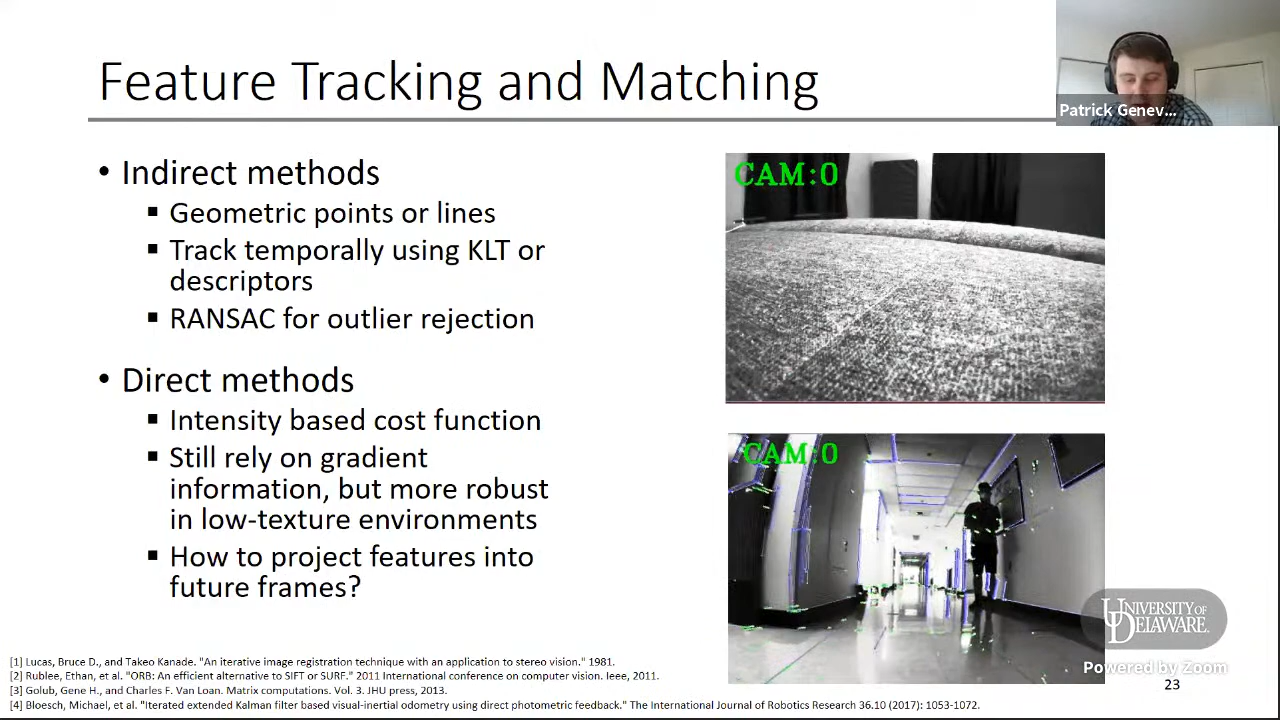 Feature Tracking and Matching
Patrick Genev...
• Indirect methods
▪ Geometric points or lines
▪ Track temporally using KLT or
descriptors
▪ RANSAC for outlier rejection
• Direct methods
▪ Intensity based cost function
▪ Still rely on gradient
information, but more robust
in low-texture environments
▪ How to project features into
future frames?
CAM:0
CAM:0
UNIVERSITY OF
DELAWARE.
Powered by Zoom
23
[1] Lucas, Bruce D., and Takeo Kanade. "An iterative image registration technique with an application to stereo vision." 1981.
[2] Rublee, Ethan, et al. "ORB: An efficient alternative to SIFT or SURF." 2011 International conference on computer vision. Ieee, 2011.
[3] Golub, Gene H., and Charles F. Van Loan. Matrix computations. Vol. 3. JHU press, 2013.
[4] Bloesch, Michael, et al. "Iterated extended Kalman filter based visual-inertial odometry using direct photometric feedback." The International Journal of Robotics Research 36.10 (2017): 1053-1072.